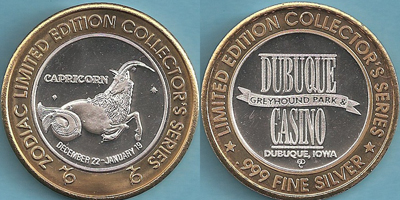 ZODIAC LIMITED EDITION COLLECTOR'S SERIES
CAPRICORN
DECEMBER 22-JANUARY 19
LIMITED EDITION COLLECTOR'S SERIES
DUBUQUE
GREYHOUND PARK &
CASINO
DUBUQUE, IOWA
.999 FINE SILVER